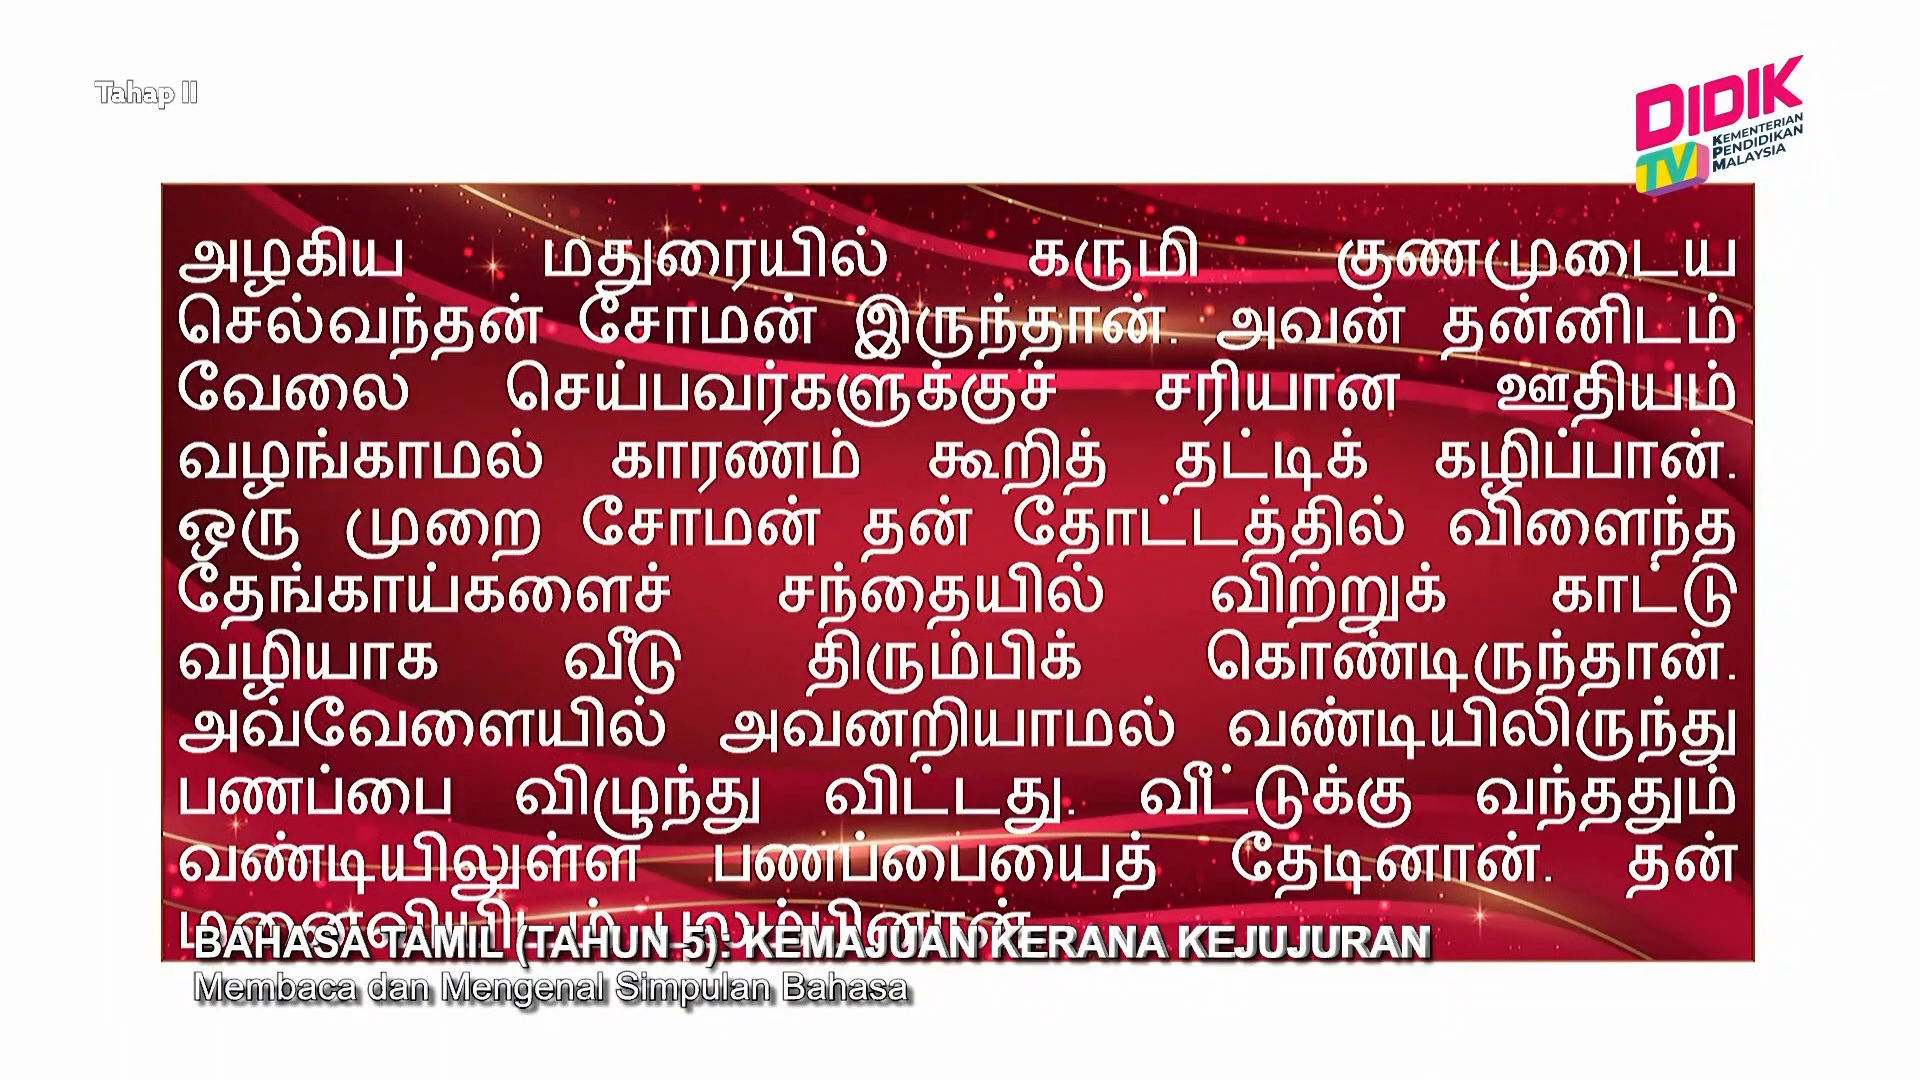 Tahap II
DIDIK
TV
KEMENTERIAN
PENDIDIKAN
MALAYSIA
அழகிய மதுரையில் கருமி குணமுடைய
செல்வந்தன் சோமன் இருந்தான். அவன் தன்னிடம்
வேலை செய்பவர்களுக்குச் சரியான ஊதியம்
வழங்காமல் காரணம் கூறித் தட்டிக் கழிப்பான்.
ஒரு முறை சோமன் தன் தோட்டத்தில் விளைந்த
தேங்காய்களைச் சந்தையில் விற்றுக் காட்டு
வழியாக வீடு திரும்பிக் கொண்டிருந்தான்.
அவ்வேளையில் அவனறியாமல் வண்டியிலிருந்து
பணப்பை விழுந்து விட்டது. வீட்டுக்கு வந்ததும்
வண்டியிலுள்ள பணப்பையைத் தேடினான். தன்
மனைவியிடம் புலம்பினான்.
BAHASA TAMIL (TAHUN 5): KEMAJUAN KERANA KEJUJURAN
Membaca dan Mengenal Simpulan Bahasa